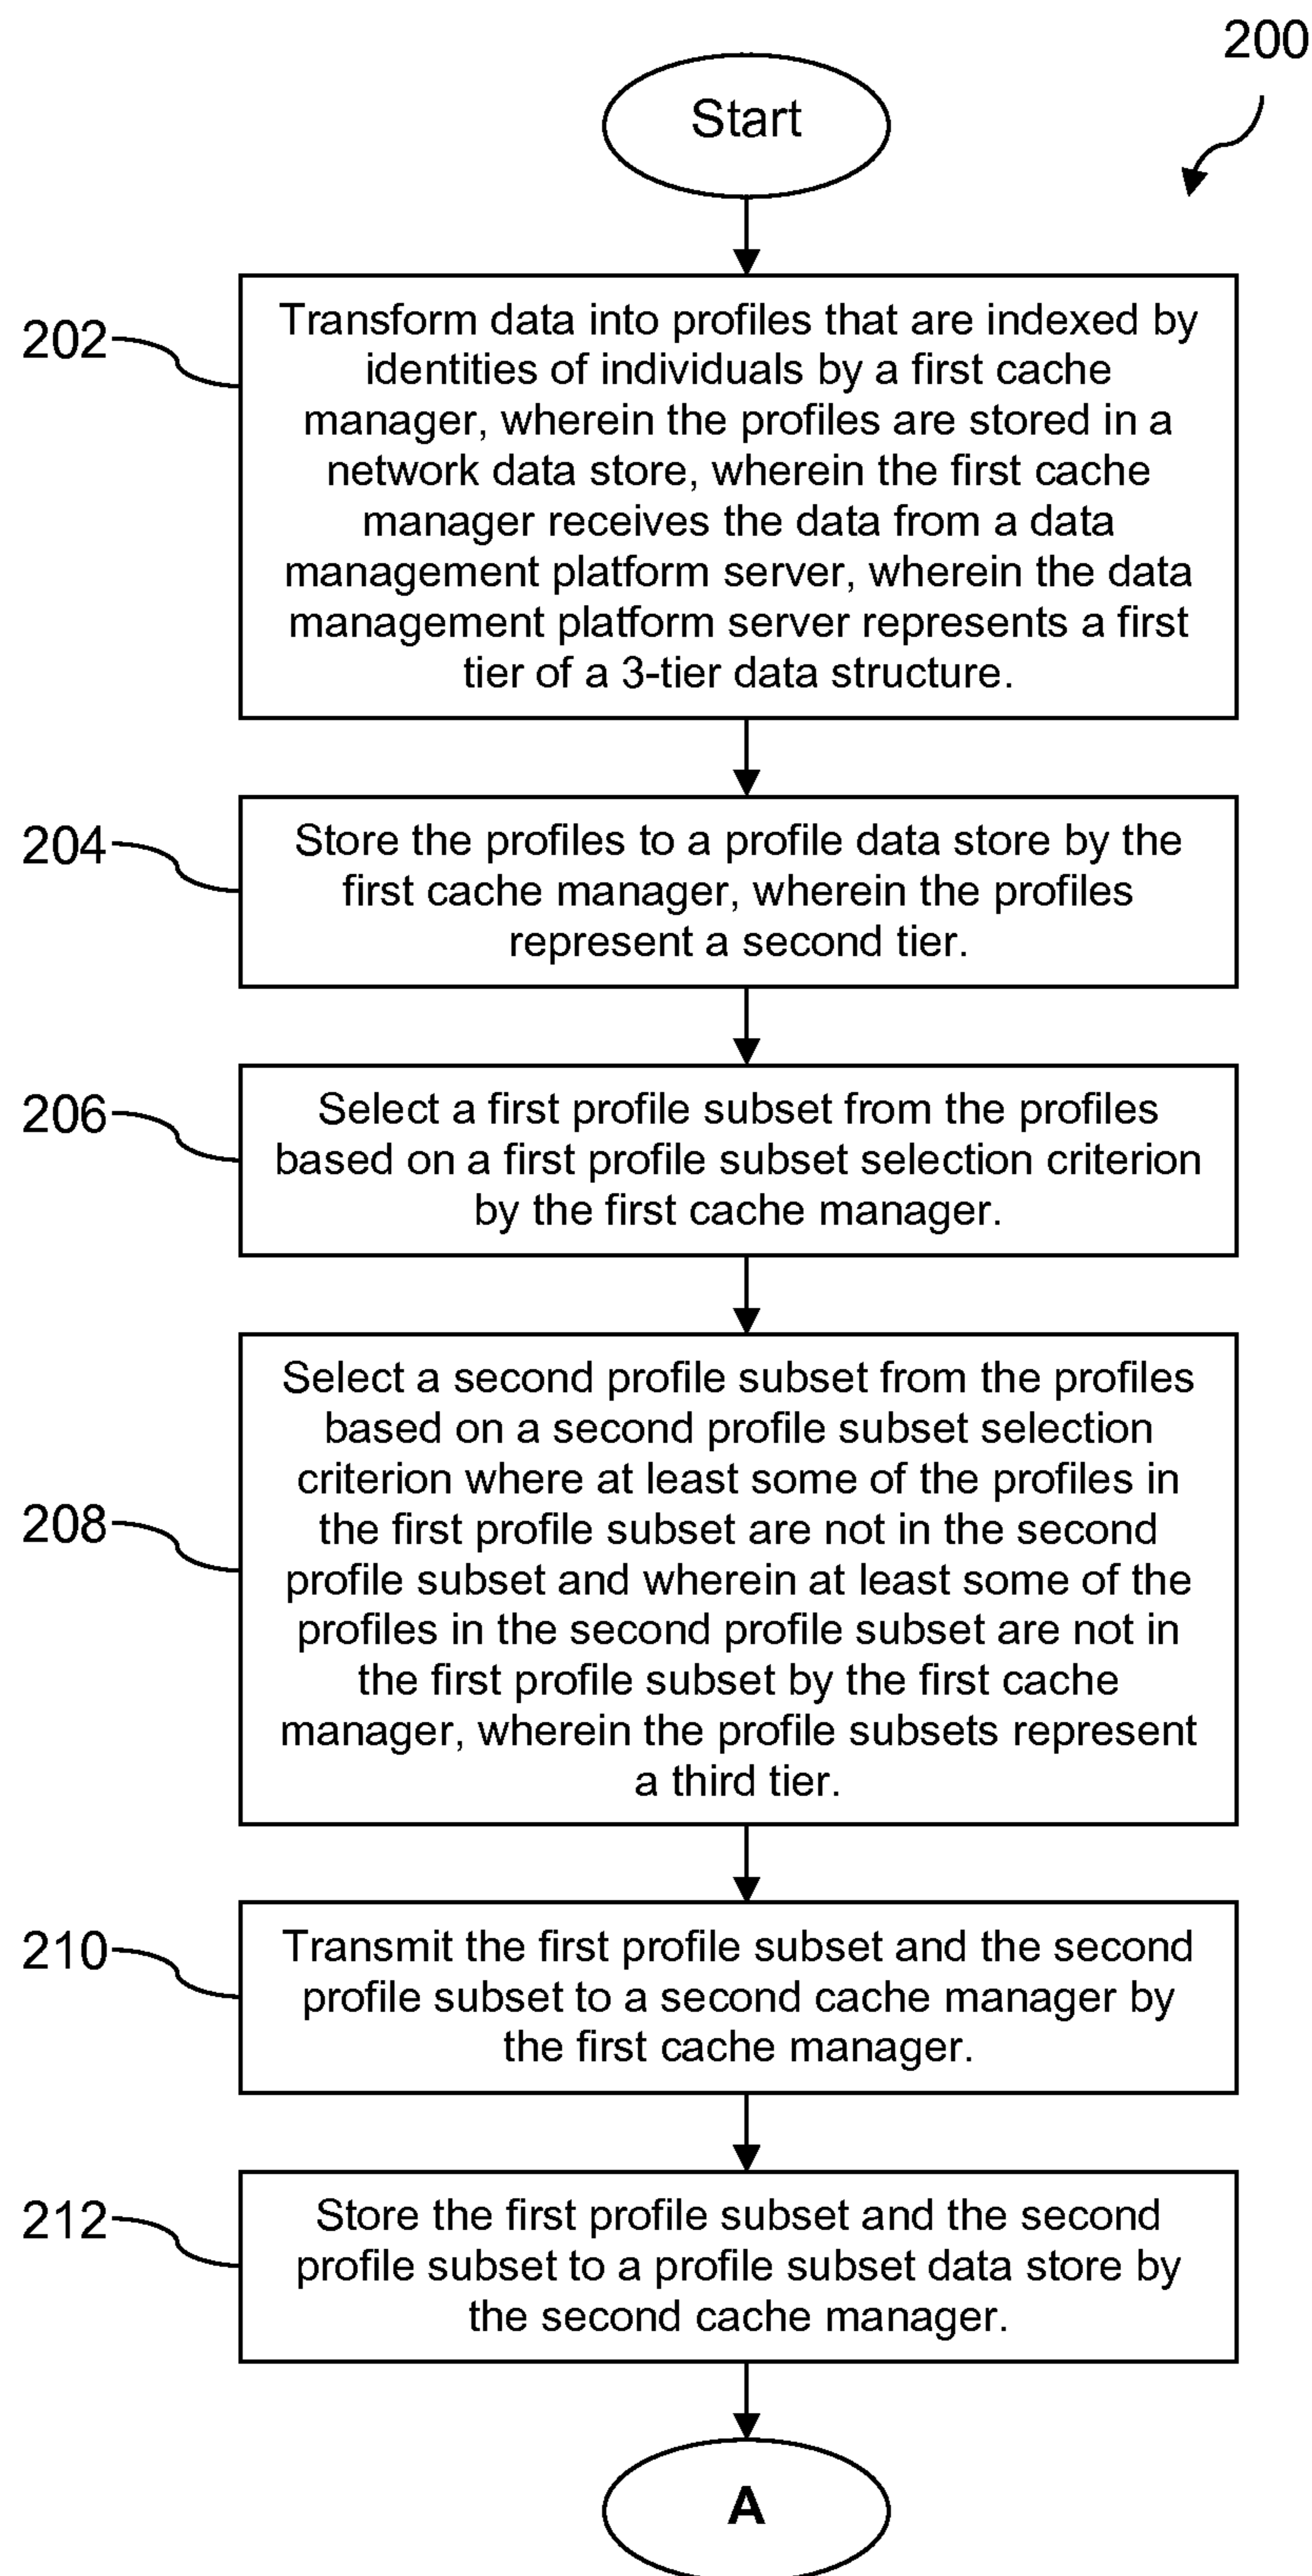 200
Start
202
Transform data into profiles that are indexed by
identities of individuals by a first cache
manager, wherein the profiles are stored in a
network data store, wherein the first cache
manager receives the data from a data
management platform server, wherein the data
management platform server represents a first
tier of a 3-tier data structure.
204
Store the profiles to a profile data store by the
first cache manager, wherein the profiles
represent a second tier.
206
Select a first profile subset from the profiles
based on a first profile subset selection criterion
by the first cache manager.
208
Select a second profile subset from the profiles
based on a second profile subset selection
criterion where at least some of the profiles in
the first profile subset are not in the second
profile subset and wherein at least some of the
profiles in the second profile subset are not in
the first profile subset by the first cache
manager, wherein the profile subsets represent
a third tier.
210
Transmit the first profile subset and the second
profile subset to a second cache manager by
the first cache manager.
212
Store the first profile subset and the second
profile subset to a profile subset data store by
the second cache manager.
A